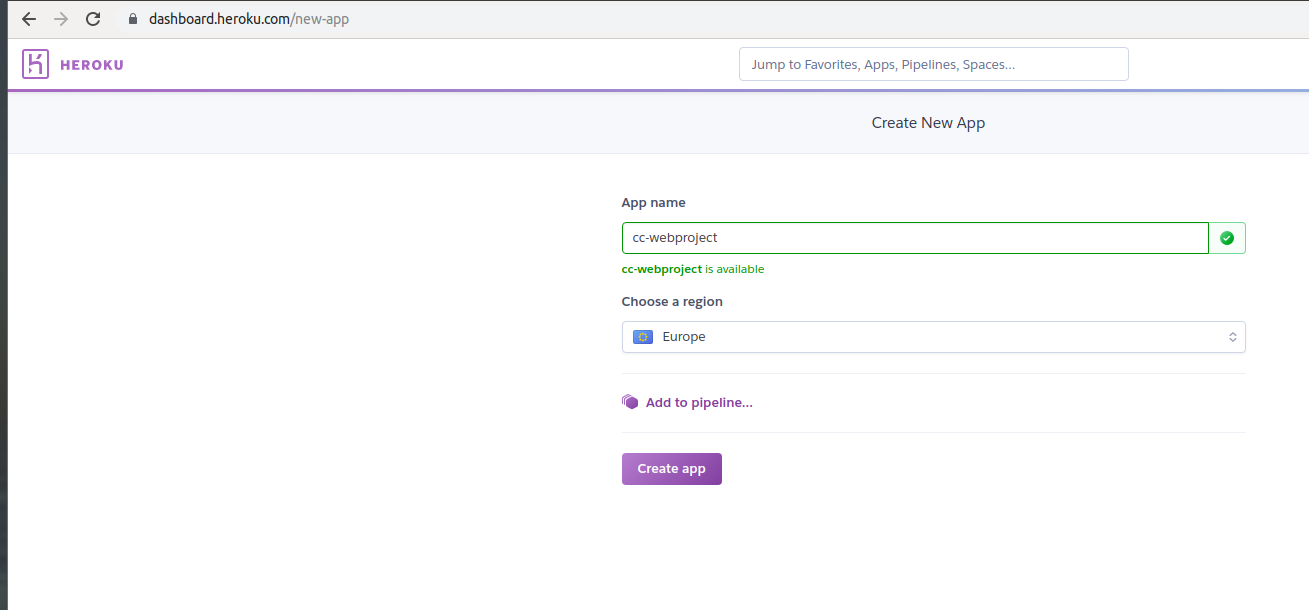 dashboard.heroku.com/new-app
HEROKU
Jump to Favorites, Apps, Pipelines, Spaces...
Create New App
App name
cc-webproject
cc-webproject is available
Choose a region
Europe
Add to pipeline...
Create app